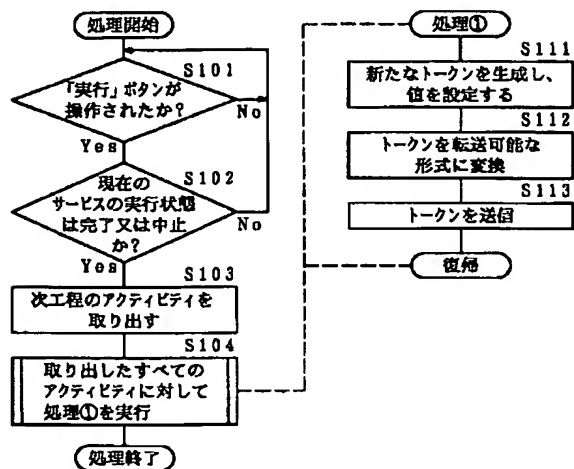 処理開始
S101
「実行」ボタンが
操作されたか?
No
Yes
S102
現在の
サービスの実行状態
は完了又は中止
か?
No
Yes
S103
次工程のアクティビティを
取り出す
S104
取り出したすべての
アクティビティに対して
処理①を実行
処理終了
処理①
S111
新たなトークンを生成し、
値を設定する
S112
トークンを転送可能な
形式に変換
S113
トークンを送信
復帰